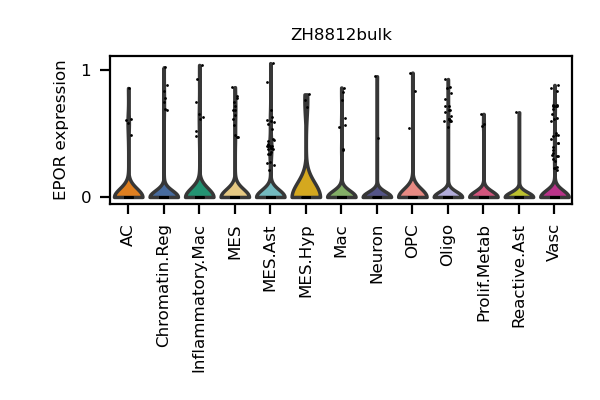 ZH8812bulk
EPOR expression
1
0
AC
Chromatin.Reg
Inflammatory.Mac
MES
MES.Ast
MES.Hyp
Mac
Neuron
OPC
Oligo
Prolif.Metab
Reactive.Ast
Vasc